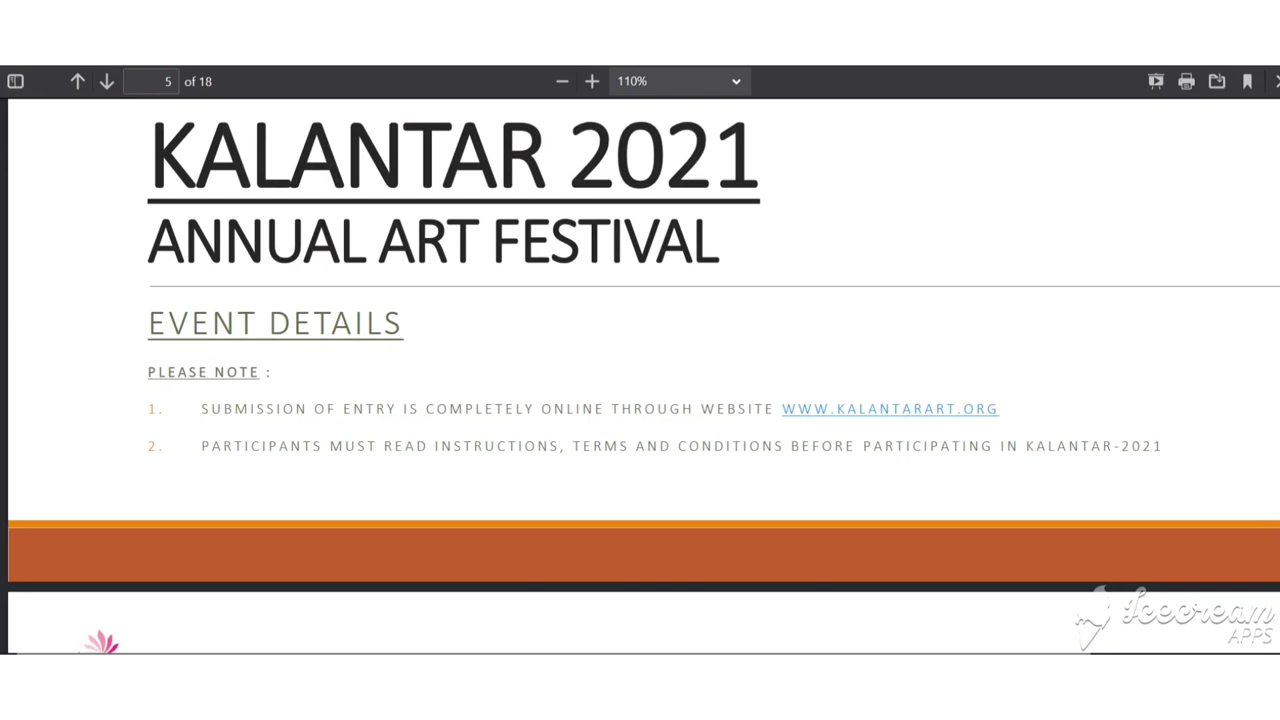 5 of 18
110%
KALANTAR 2021
ANNUAL ART FESTIVAL
EVENT DETAILS
PLEASE NOTE :
1. SUBMISSION OF ENTRY IS COMPLETELY ONLINE THROUGH WEBSITE WWW.KALANTARART.ORG
2. PARTICIPANTS MUST READ INSTRUCTIONS, TERMS AND CONDITIONS BEFORE PARTICIPATING IN KALANTAR-2021
Icecream
APPS